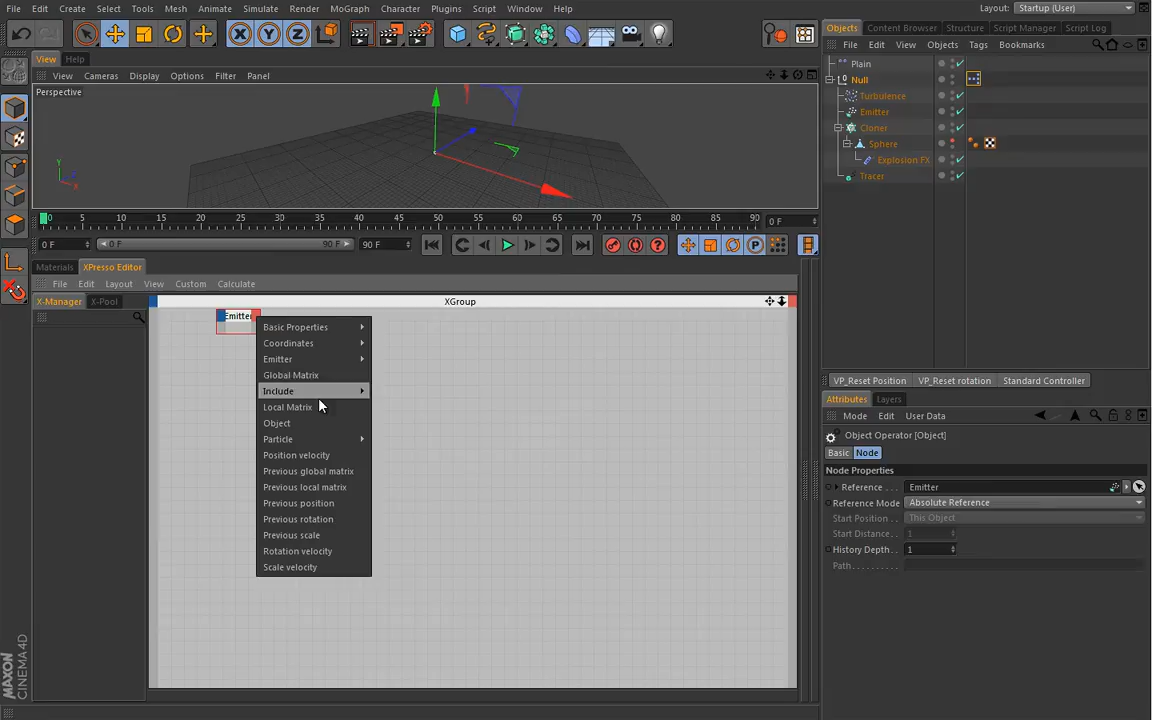 File Edit Create Select Tools Mesh Animate Simulate Render MoGraph Character Plugins Script Window Help Layout: Startup (User)
X Y Z
Objects Content Browser Structure Script Manager Script Log
File Edit View Objects Tags Bookmarks
View Help
View Cameras Display Options Filter Panel
Perspective
Y
Z X
Plain
Null
Turbulence
Emitter
Cloner
Sphere
Explosion FX
Tracer
0 5 10 15 20 25 30 35 40 45 50 55 60 65 70 75 80 85 90 0 F
0 F 0 F 90 F 90 F
Materials XPresso Editor
File Edit Layout View Custom Calculate
X-Manager X-Pool XGroup
Emitter
Basic Properties
Coordinates
Emitter
Global Matrix
Include
Local Matrix
Object
Particle
Position velocity
Previous global matrix
Previous local matrix
Previous position
Previous rotation
Previous scale
Rotation velocity
Scale velocity
VP_Reset Position VP_Reset rotation Standard Controller
Attributes Layers
Mode Edit User Data
Object Operator [Object]
Basic Node
Node Properties
Reference . . . Emitter
Reference Mode Absolute Reference
Start Position . . This Object
Start Distance. . 1
History Depth. . 1
Path. . . . . . . . . .
MAXON
CINEMA 4D